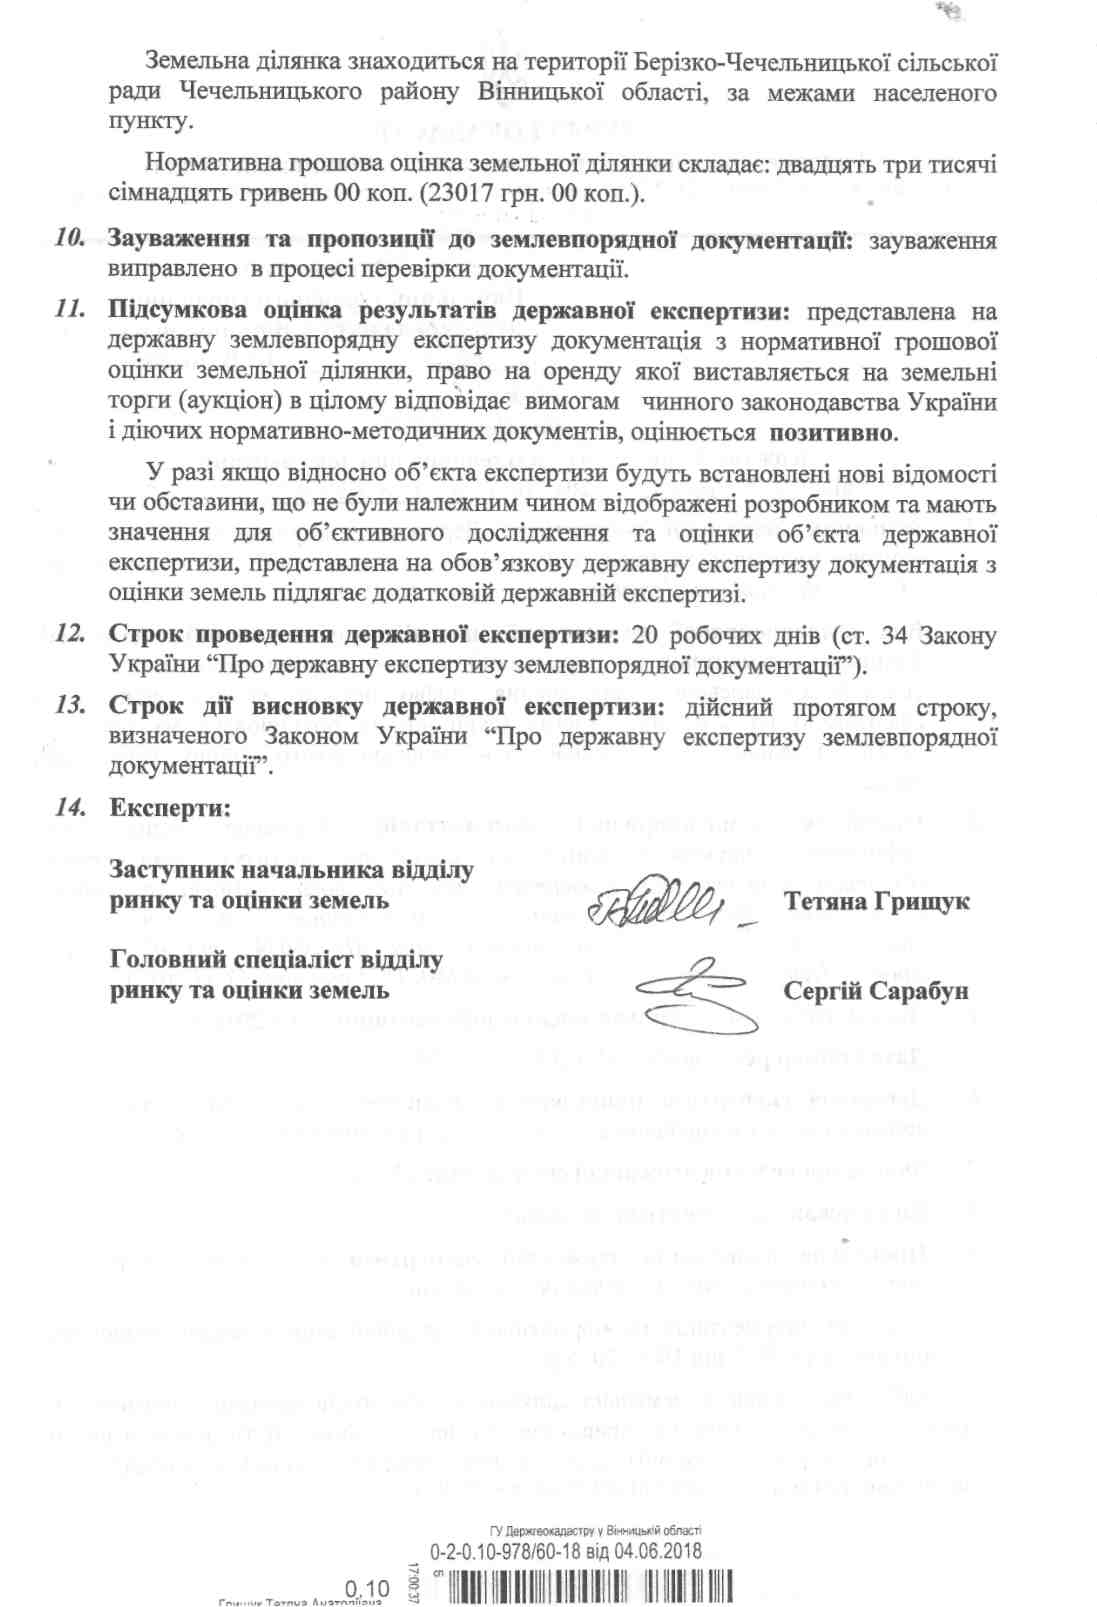 Земельна ділянка знаходиться на території Берізко-Чечельницької сільської
ради Чечельницького району Вінницької області, за межами населеного
пункту.
Нормативна грошова оцінка земельної ділянки складає: двадцять три тисячі
сімнадцять гривень 00 коп. (23017 грн. 00 коп.).
10. Зауваження та пропозиції до землевпорядної документації: зауваження
виправлено в процесі перевірки документації.
11. Підсумкова оцінка результатів державної експертизи: представлена на
державну землевпорядну експертизу документація з нормативної грошової
оцінки земельної ділянки, право на оренду якої виставляється на земельні
торги (аукціон) в цілому відповідає вимогам чинного законодавства України
і діючих нормативно-методичних документів, оцінюється позитивно.
У разі якщо відносно об’єкта експертизи будуть встановлені нові відомості
чи обставини, що не були належним чином відображені розробником та мають
значення для об’єктивного дослідження та оцінки об’єкта державної
експертизи, представлена на обов’язкову державну експертизу документація з
оцінки земель підлягає додатковій державній експертизі.
12. Строк проведення державної експертизи: 20 робочих днів (ст. 34 Закону
України “Про державну експертизу землевпорядної документації”).
13. Строк дії висновку державної експертизи: дійсний протягом строку,
визначеного Законом України “Про державну експертизу землевпорядної
документації”.
14. Експерти:
Заступник начальника відділу
ринку та оцінки земель Тетяна Грищук
Головний спеціаліст відділу
ринку та оцінки земель Сергій Сарабун
ГУ Держгеокадастру у Вінницькій області
0-2-0.10-978/60-18 від 04.06.2018
17:00:37
5
0.10
Грищук Тетяна Анатоліївна